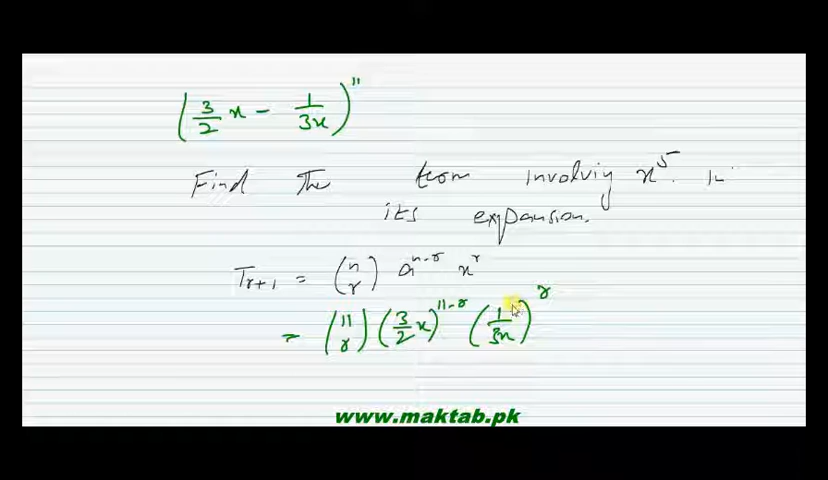 (3/2 x - 1/3x)^11
Find The term involving x^5. in
its expansion.
T_{r+1} = (n r) a^{n-r} x^r
= (11 r) (3/2 x)^{11-r} (1/3x)^r
www.maktab.pk